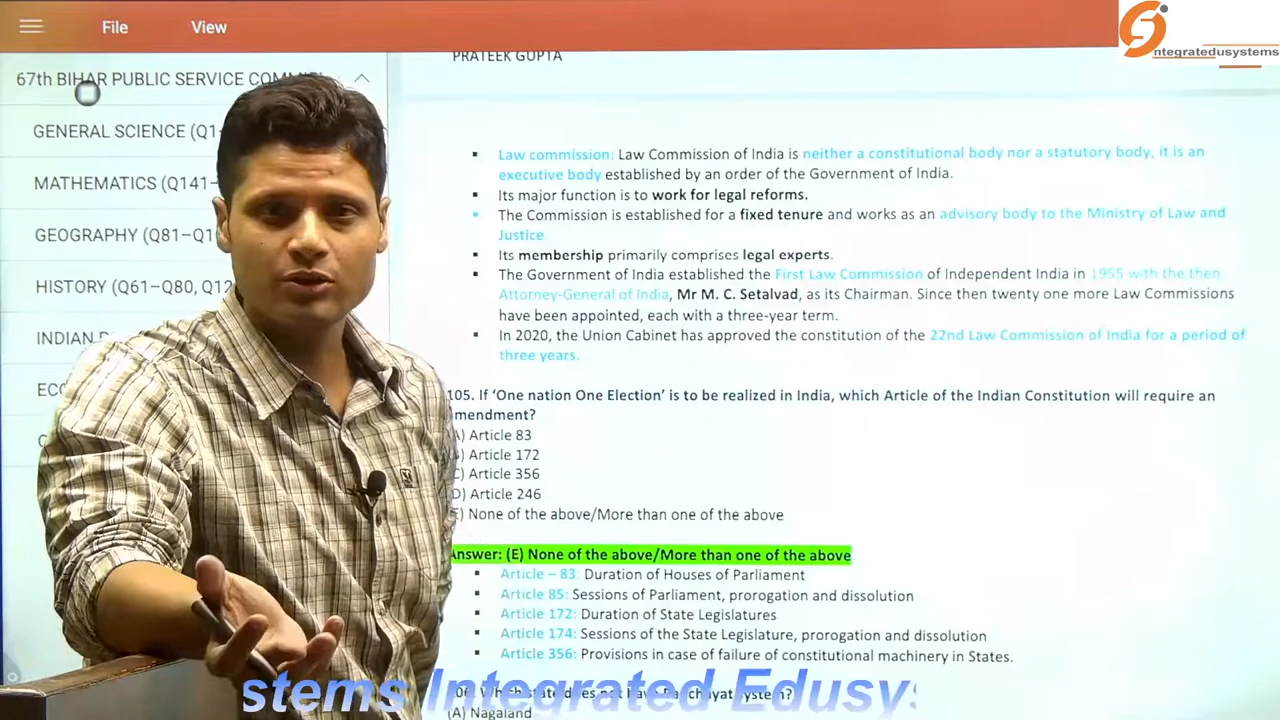 File
View
ntegratedusystems
67th BIHAR PUBLIC SERVICE
GENERAL SCIENCE (Q1
MATHEMATICS (Q141–
GEOGRAPHY (Q81–Q1
HISTORY (Q61–Q80, Q12
INDIAN
PRATEEK GUPTA
▪ Law commission: Law Commission of India is neither a constitutional body nor a statutory body, it is an
executive body established by an order of the Government of India.
▪ Its major function is to work for legal reforms.
▪ The Commission is established for a fixed tenure and works as an advisory body to the Ministry of Law and
Justice.
▪ Its membership primarily comprises legal experts.
▪ The Government of India established the First Law Commission of Independent India in 1955 with the then
Attorney-General of India, Mr M. C. Setalvad, as its Chairman. Since then twenty one more Law Commissions
have been appointed, each with a three-year term.
▪ In 2020, the Union Cabinet has approved the constitution of the 22nd Law Commission of India for a period of
three years.
105. If ‘One nation One Election’ is to be realized in India, which Article of the Indian Constitution will require an
amendment?
A) Article 83
B) Article 172
C) Article 356
D) Article 246
E) None of the above/More than one of the above
Answer: (E) None of the above/More than one of the above
▪ Article – 83: Duration of Houses of Parliament
▪ Article 85: Sessions of Parliament, prorogation and dissolution
▪ Article 172: Duration of State Legislatures
▪ Article 174: Sessions of the State Legislature, prorogation and dissolution
▪ Article 356: Provisions in case of failure of constitutional machinery in States.
106. Which state does not have Panchayat System?
(A) Nagaland
stems Integrated Edusys